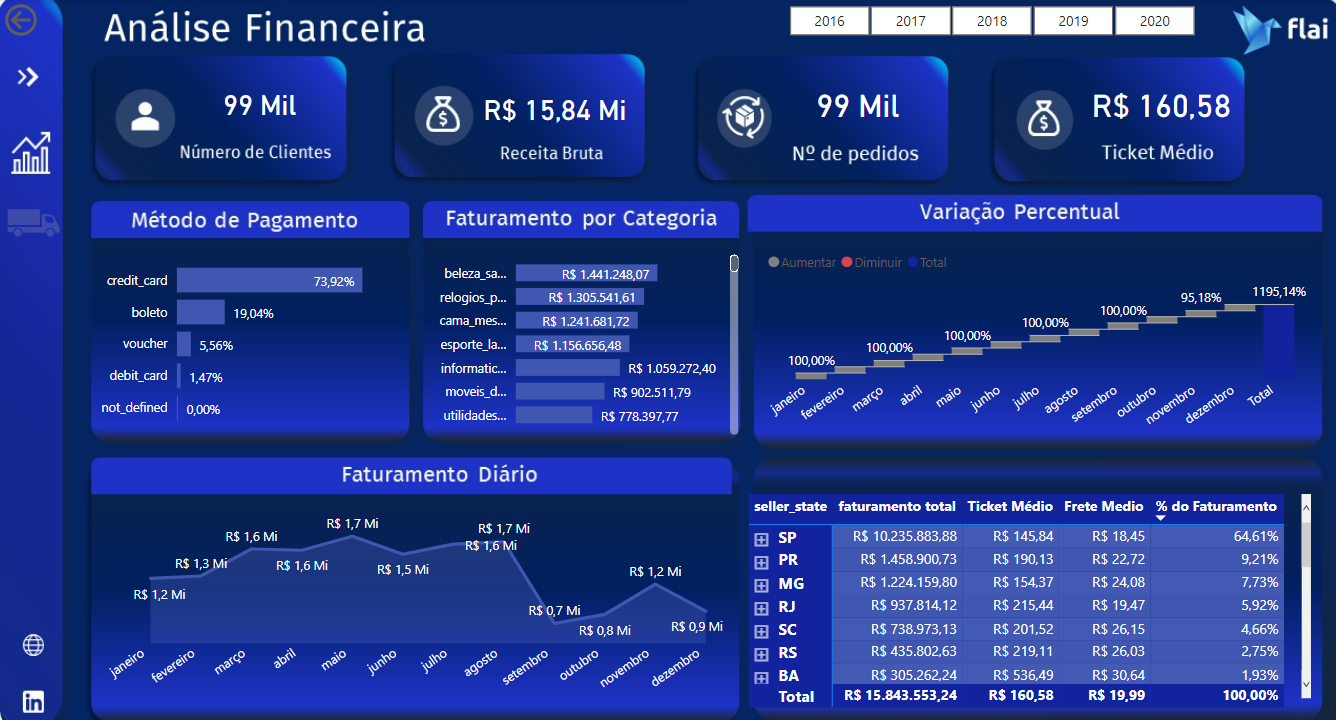 Análise Financeira
2016 2017 2018 2019 2020
flai
99 Mil
Número de Clientes
R$ 15,84 Mi
Receita Bruta
99 Mil
Nº de pedidos
R$ 160,58
Ticket Médio
Método de Pagamento
credit_card 73,92%
boleto 19,04%
voucher 5,56%
debit_card 1,47%
not_defined 0,00%
Faturamento por Categoria
beleza_sa... R$ 1.441.248,07
relogios_p... R$ 1.305.541,61
cama_mes... R$ 1.241.681,72
esporte_la... R$ 1.156.656,48
informatic... R$ 1.059.272,40
moveis_d... R$ 902.511,79
utilidades... R$ 778.397,77
Variação Percentual
Aumentar Diminuir Total
100,00% 100,00% 100,00% 100,00% 100,00% 95,18% 1195,14%
janeiro fevereiro março abril maio junho julho agosto setembro outubro novembro dezembro Total
Faturamento Diário
R$ 1,2 Mi R$ 1,3 Mi R$ 1,6 Mi R$ 1,6 Mi R$ 1,7 Mi R$ 1,5 Mi R$ 1,6 Mi R$ 1,7 Mi R$ 0,7 Mi R$ 0,8 Mi R$ 1,2 Mi R$ 0,9 Mi
janeiro fevereiro março abril maio junho julho agosto setembro outubro novembro dezembro
seller_state faturamento total Ticket Médio Frete Medio % do Faturamento
SP R$ 10.235.883,88 R$ 145,84 R$ 18,45 64,61%
PR R$ 1.458.900,73 R$ 190,13 R$ 22,72 9,21%
MG R$ 1.224.159,80 R$ 154,37 R$ 24,08 7,73%
RJ R$ 937.814,12 R$ 215,44 R$ 19,47 5,92%
SC R$ 738.973,13 R$ 201,52 R$ 26,15 4,66%
RS R$ 435.802,63 R$ 219,11 R$ 26,03 2,75%
BA R$ 305.262,24 R$ 536,49 R$ 30,64 1,93%
Total R$ 15.843.553,24 R$ 160,58 R$ 19,99 100,00%
in